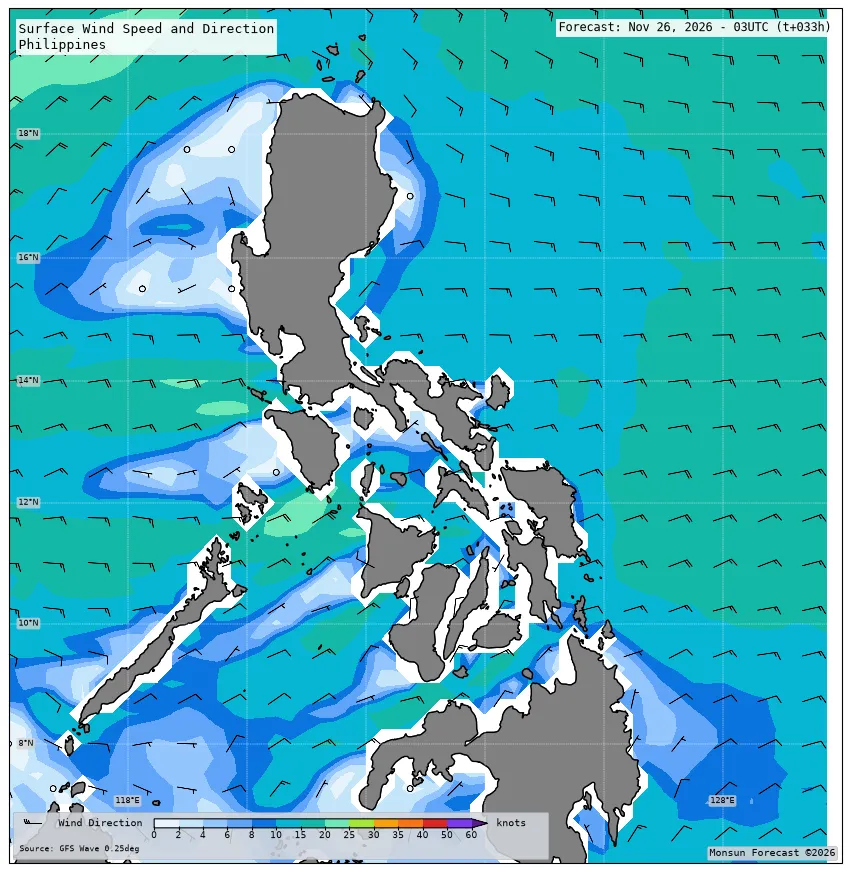 Surface Wind Speed and Direction
Philippines
Forecast: Nov 26, 2026 - 03UTC (t+033h)
18°N
16°N
14°N
12°N
10°N
8°N
118°E
128°E
Wind Direction
0 2 4 6 8 10 15 20 25 30 35 40 50 60
knots
Source: GFS Wave 0.25deg
Monsun Forecast ©2026